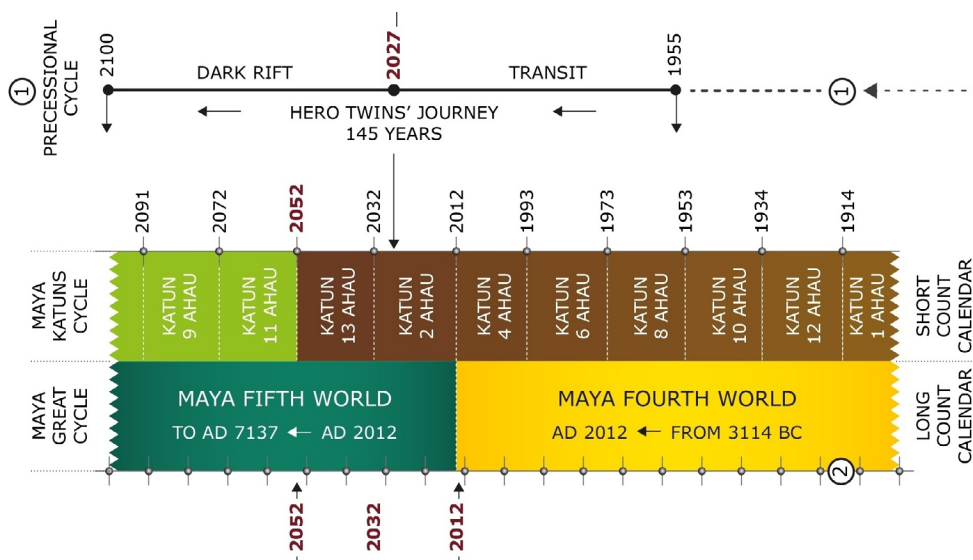 1
PRECESSIONAL
CYCLE
2100
DARK RIFT
2027
TRANSIT
1955
1
HERO TWINS' JOURNEY
145 YEARS
2091
2072
2052
2032
2012
1993
1973
1953
1934
1914
MAYA
KATUNS
CYCLE
KATUN
9 AHAU
KATUN
11 AHAU
KATUN
13 AHAU
KATUN
2 AHAU
KATUN
4 AHAU
KATUN
6 AHAU
KATUN
8 AHAU
KATUN
10 AHAU
KATUN
12 AHAU
KATUN
1 AHAU
SHORT
COUNT
CALENDAR
MAYA
GREAT
CYCLE
MAYA FIFTH WORLD
TO AD 7137 ← AD 2012
MAYA FOURTH WORLD
AD 2012 ← FROM 3114 BC
LONG
COUNT
CALENDAR
2
2052
2032
2012